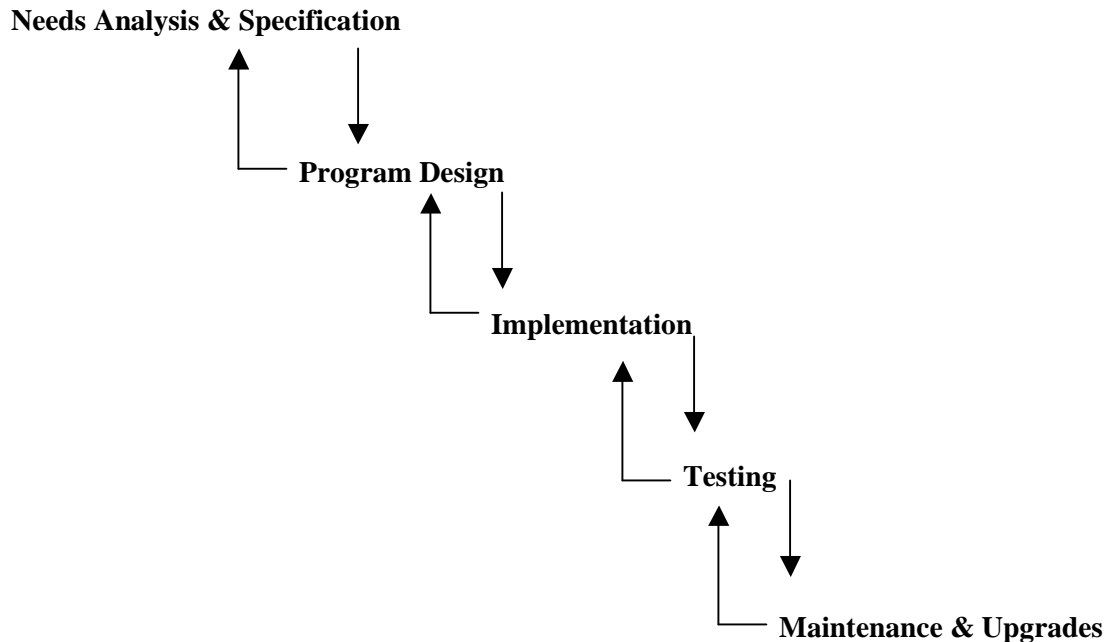 Needs Analysis & Specification
Program Design
Implementation
Testing
Maintenance & Upgrades